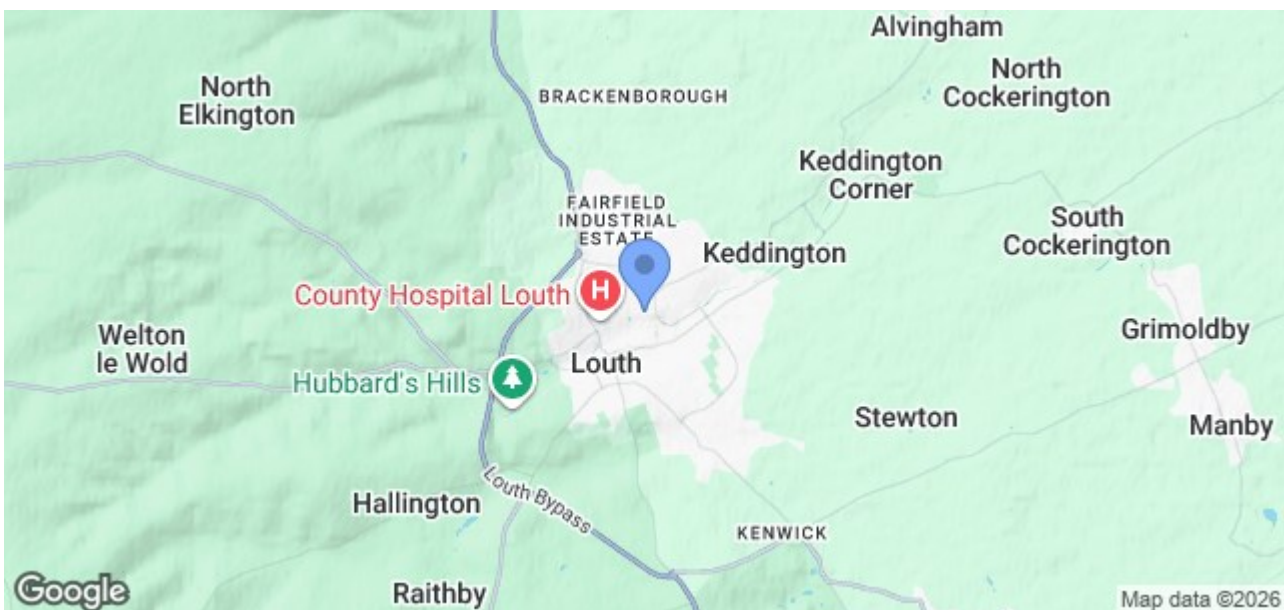 Alvingham
North
Elkington
BRACKENBOROUGH
North
Cockerington
Keddington
Corner
FAIRFIELD
INDUSTRIAL
ESTATE
South
Cockerington
Keddington
County Hospital Louth
H
Welton
le Wold
Grimoldby
Louth
Hubbard's Hills
Stewton
Manby
Hallington
Louth Bypass
KENWICK
Raithby
Google
Map data ©2026